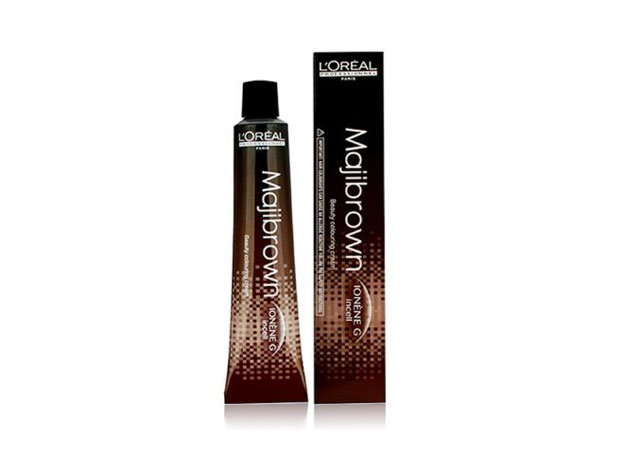 L'ORÉAL
PROFESSIONNEL
PARIS
Majibrown
Beauty colouring cream
IONÈNE G
incell
L'ORÉAL
PROFESSIONNEL
PARIS
Majibrown
Beauty colouring cream
IONÈNE G
incell